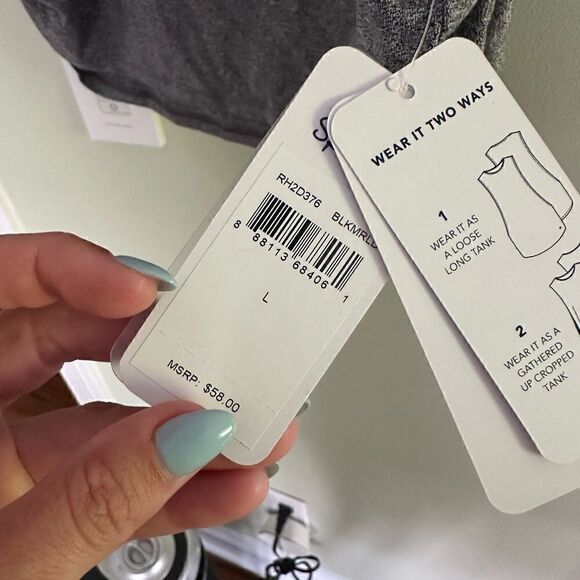 RH2D376 BLKMRLD
8 88113 68406 1
L
MSRP: $58.00
WEAR IT TWO WAYS
1
WEAR IT AS
A LOOSE
LONG TANK
2
WEAR IT AS A
GATHERED
UP CROPPED
TANK